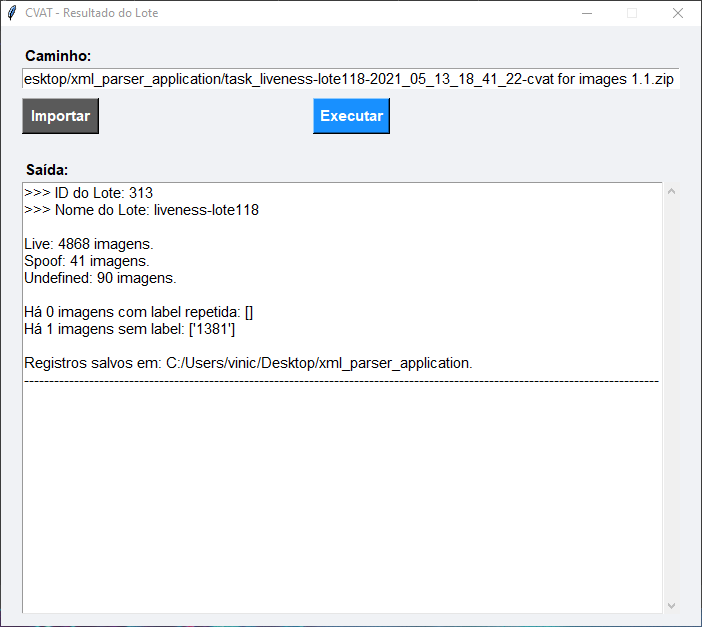 CVAT - Resultado do Lote
Caminho:
esktop/xml_parser_application/task_liveness-lote118-2021_05_13_18_41_22-cvat for images 1.1.zip
Importar
Executar
Saída:
>>> ID do Lote: 313
>>> Nome do Lote: liveness-lote118
Live: 4868 imagens.
Spoof: 41 imagens.
Undefined: 90 imagens.
Há 0 imagens com label repetida: []
Há 1 imagens sem label: ['1381']
Registros salvos em: C:/Users/vinic/Desktop/xml_parser_application.
-------------------------------------------------------------------------------------------------------------------------------